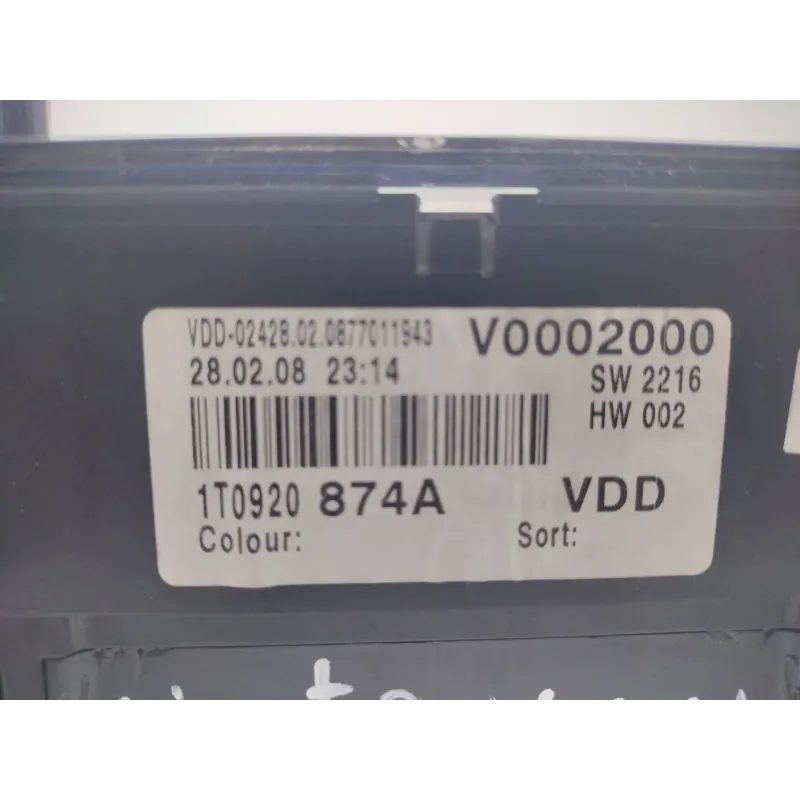 VDD-02428.02.0877011943 V0002000
28.02.08 23:14 SW 2216
HW 002
1T0920 874A VDD
Colour: Sort: